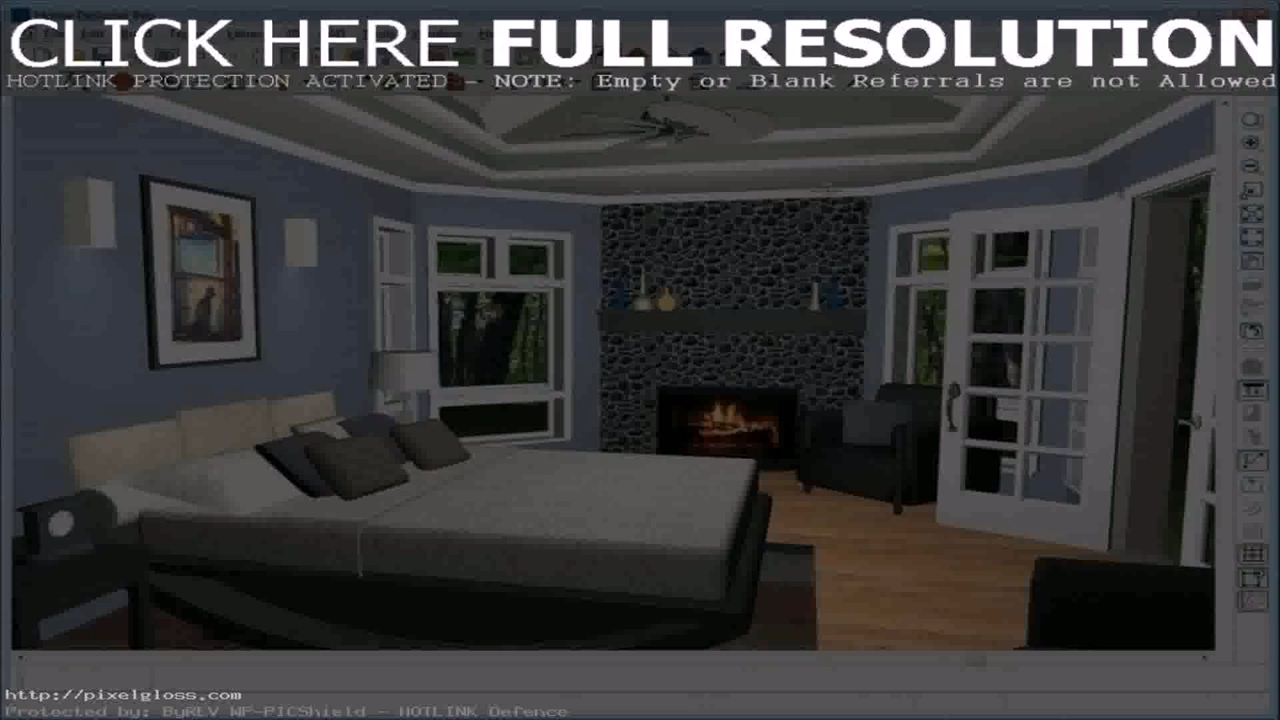 CLICK HERE FULL RESOLUTION
HOTLINK PROTECTION ACTIVATED - NOTE: Empty or Blank Referrals are not Allowed
http://pixelgloss.com
Protected by: ByREV WP-PICShield - HOTLINK Defence